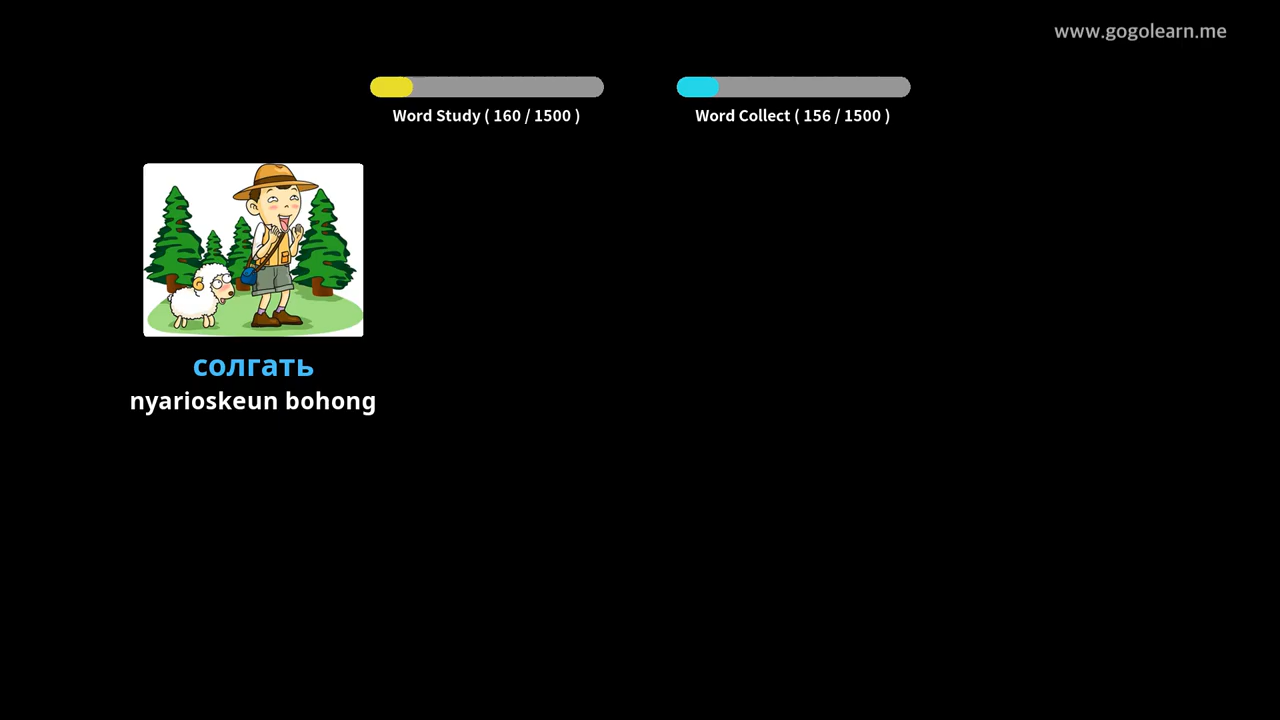 www.gogolearn.me
Word Study ( 160 / 1500 )
Word Collect ( 156 / 1500 )
солгать
nyarioskeun bohong